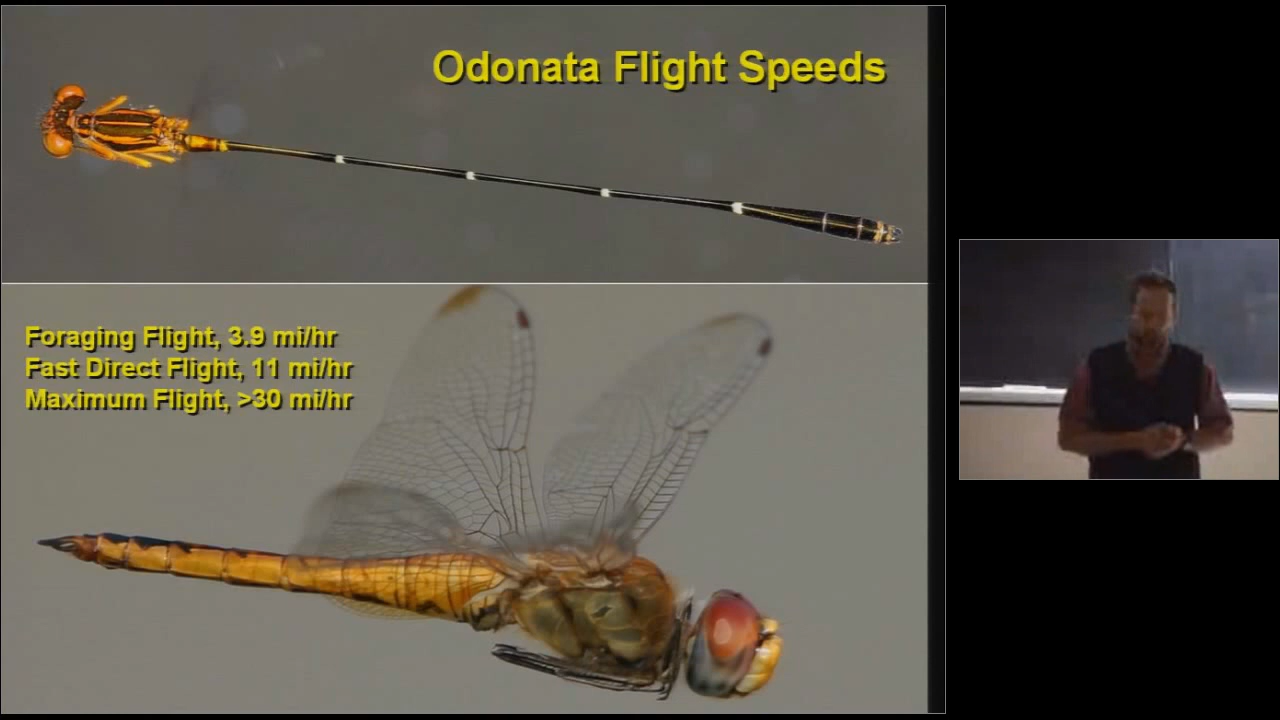 Odonata Flight Speeds
Foraging Flight, 3.9 mi/hr
Fast Direct Flight, 11 mi/hr
Maximum Flight, >30 mi/hr